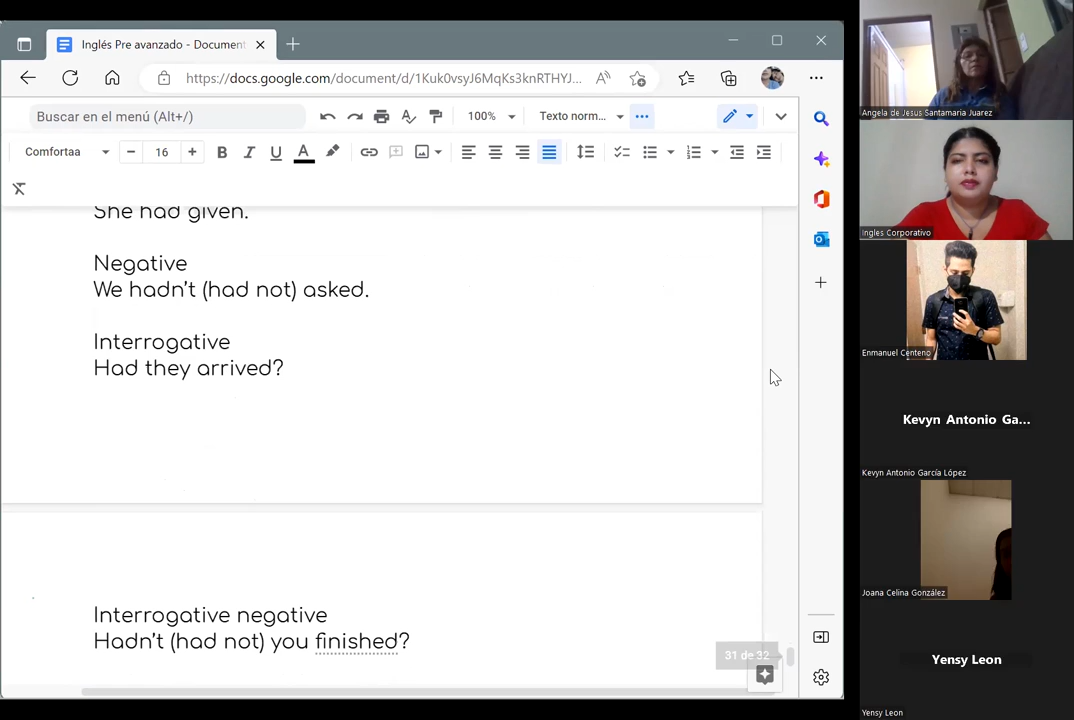 Inglés Pre avanzado - Document
https://docs.google.com/document/d/1Kuk0vsyJ6MqKs3knRTHYJ...
Buscar en el menú (Alt+/)
100%
Texto norm...
Comfortaa
16
B I U A
She had given.
Negative
We hadn't (had not) asked.
Interrogative
Had they arrived?
Interrogative negative
Hadn't (had not) you finished?
31 de 32
Angela de Jesus Santamaria Juarez
Ingles Corporativo
Enmanuel Centeno
Kevyn Antonio Ga...
Kevyn Antonio García López
Joana Celina González
Yensy Leon
Yensy Leon